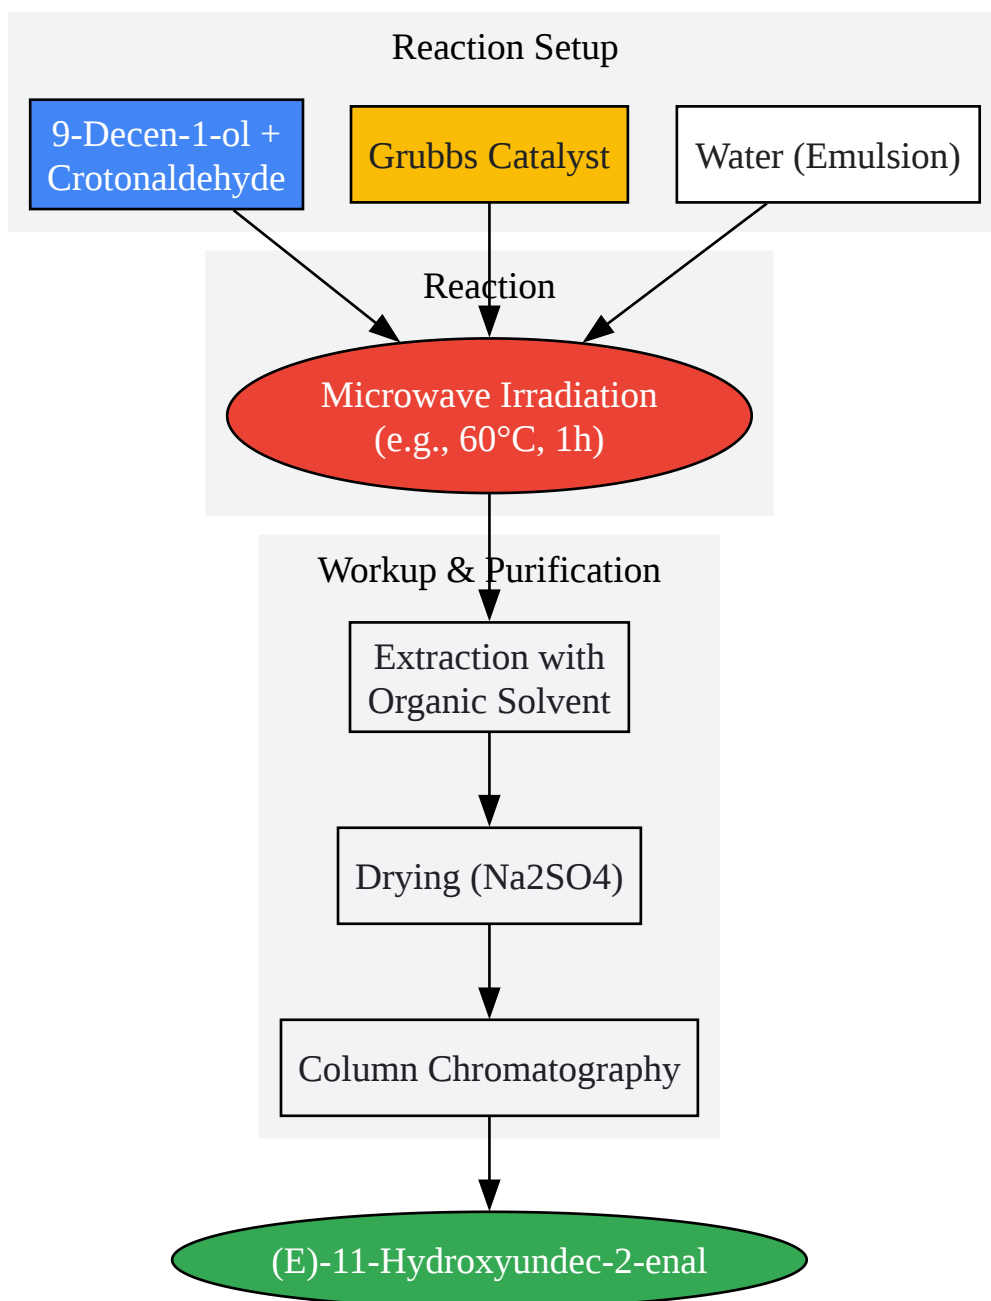 Reaction Setup
9-Decen-1-ol +
Crotonaldehyde
Grubbs Catalyst
Water (Emulsion)
Reaction
Microwave Irradiation
(e.g., 60°C, 1h)
Workup & Purification
Extraction with
Organic Solvent
Drying (Na2SO4)
Column Chromatography
(E)-11-Hydroxyundec-2-enal